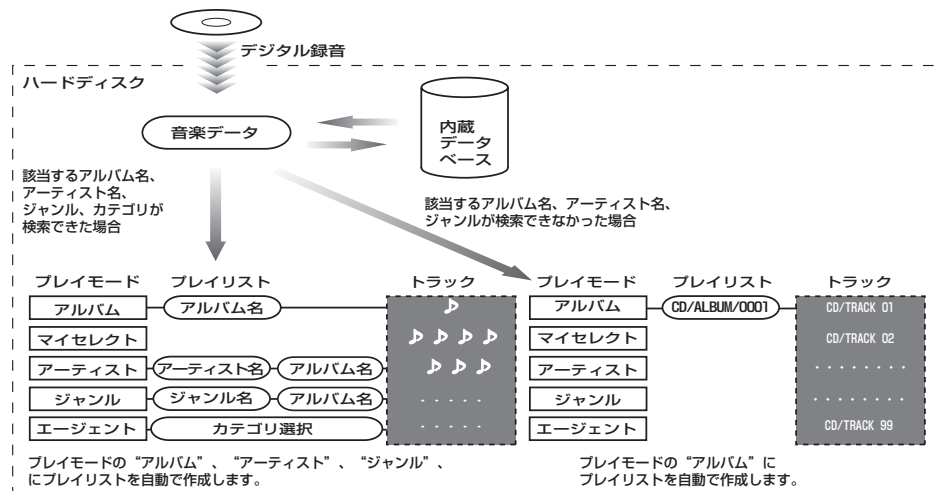 デジタル録音
ハードディスク
音楽データ
内蔵
データ
ベース
該当するアルバム名、
アーティスト名、
ジャンル、カテゴリが
検索できた場合
該当するアルバム名、アーティスト名、
ジャンルが検索できなかった場合
プレイモード プレイリスト トラック
アルバム アルバム名
マイセレクト
アーティスト アーティスト名 アルバム名
ジャンル ジャンル名 アルバム名 ・・・・・
エージェント カテゴリ選択
プレイモードの“アルバム”、“アーティスト”、“ジャンル”、
にプレイリストを自動で作成します。
プレイモード プレイリスト トラック
アルバム CD/ALBUM/0001 CD/TRACK 01
マイセレクト CD/TRACK 02
アーティスト ・・・・・・・・
ジャンル ・・・・・・・・
エージェント CD/TRACK 99
プレイモードの“アルバム”に
プレイリストを自動で作成します。